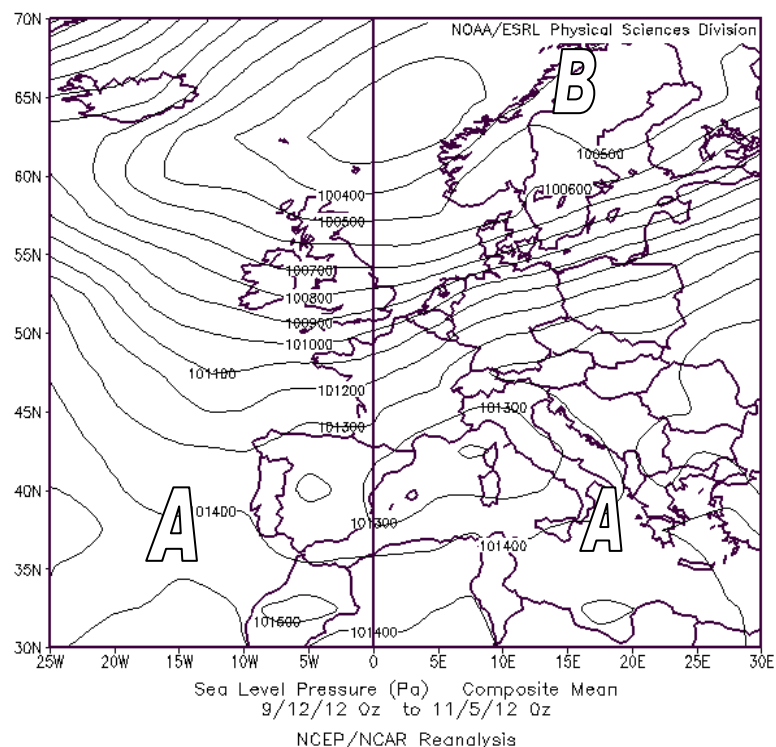 70N
NOAA/ESRL Physical Sciences Division
B
65N
100500
60N
100400
100600
100500
55N
100700
100800
50N
100900
101000
101100
101200
45N
101300
101300
A
A
40N
101400
101300
101400
35N
101500
101400
30N
25W 20W 15W 10W 5W 0 5E 10E 15E 20E 25E 30E
Sea Level Pressure (Pa) Composite Mean
9/12/12 0z to 11/5/12 0z
NCEP/NCAR Reanalysis